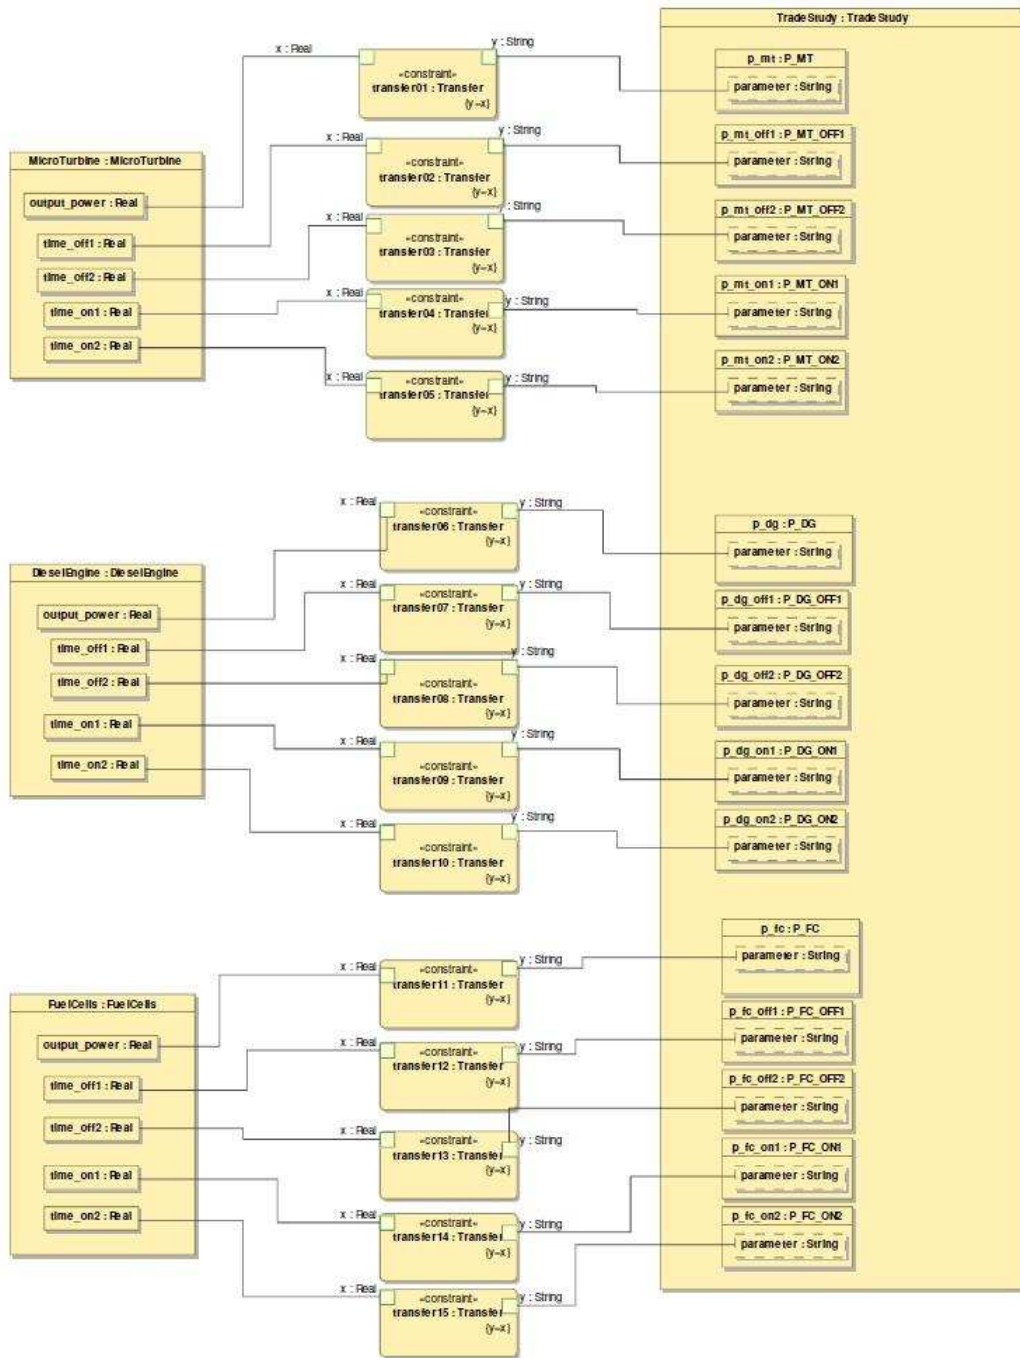 TradeStudy : TradeStudy
x : Real
y : String
«constraint»
transfer01 : Transfer
{y=x}
p_mt : P_MT
parameter : String
x : Real
y : String
«constraint»
transfer02 : Transfer
{y=x}
p_mt_off1 : P_MT_OFF1
parameter : String
MicroTurbine : MicroTurbine
output_power : Real
time_off1 : Real
time_off2 : Real
time_on1 : Real
time_on2 : Real
x : Real
y : String
«constraint»
transfer03 : Transfer
{y=x}
p_mt_off2 : P_MT_OFF2
parameter : String
x : Real
y : String
transfer04 : Transfer
{y=x}
p_mt_on1 : P_MT_ON1
parameter : String
x : Real
y : String
transfer05 : Transfer
{y=x}
p_mt_on2 : P_MT_ON2
parameter : String
x : Real
y : String
«constraint»
transfer06 : Transfer
{y=x}
p_dg : P_DG
parameter : String
DieselEngine : DieselEngine
output_power : Real
time_off1 : Real
time_off2 : Real
time_on1 : Real
time_on2 : Real
x : Real
y : String
«constraint»
transfer07 : Transfer
{y=x}
p_dg_off1 : P_DG_OFF1
parameter : String
x : Real
y : String
«constraint»
transfer08 : Transfer
{y=x}
p_dg_off2 : P_DG_OFF2
parameter : String
x : Real
y : String
«constraint»
transfer09 : Transfer
{y=x}
p_dg_on1 : P_DG_ON1
parameter : String
x : Real
y : String
«constraint»
transfer10 : Transfer
{y=x}
p_dg_on2 : P_DG_ON2
parameter : String
x : Real
y : String
«constraint»
transfer11 : Transfer
{y=x}
p_fc : P_FC
parameter : String
FuelCells : FuelCells
output_power : Real
time_off1 : Real
time_off2 : Real
time_on1 : Real
time_on2 : Real
x : Real
y : String
«constraint»
transfer12 : Transfer
{y=x}
p_fc_off1 : P_FC_OFF1
parameter : String
x : Real
y : String
«constraint»
transfer13 : Transfer
{y=x}
p_fc_off2 : P_FC_OFF2
parameter : String
x : Real
y : String
«constraint»
transfer14 : Transfer
{y=x}
p_fc_on1 : P_FC_ON1
parameter : String
x : Real
y : String
«constraint»
transfer15 : Transfer
{y=x}
p_fc_on2 : P_FC_ON2
parameter : String